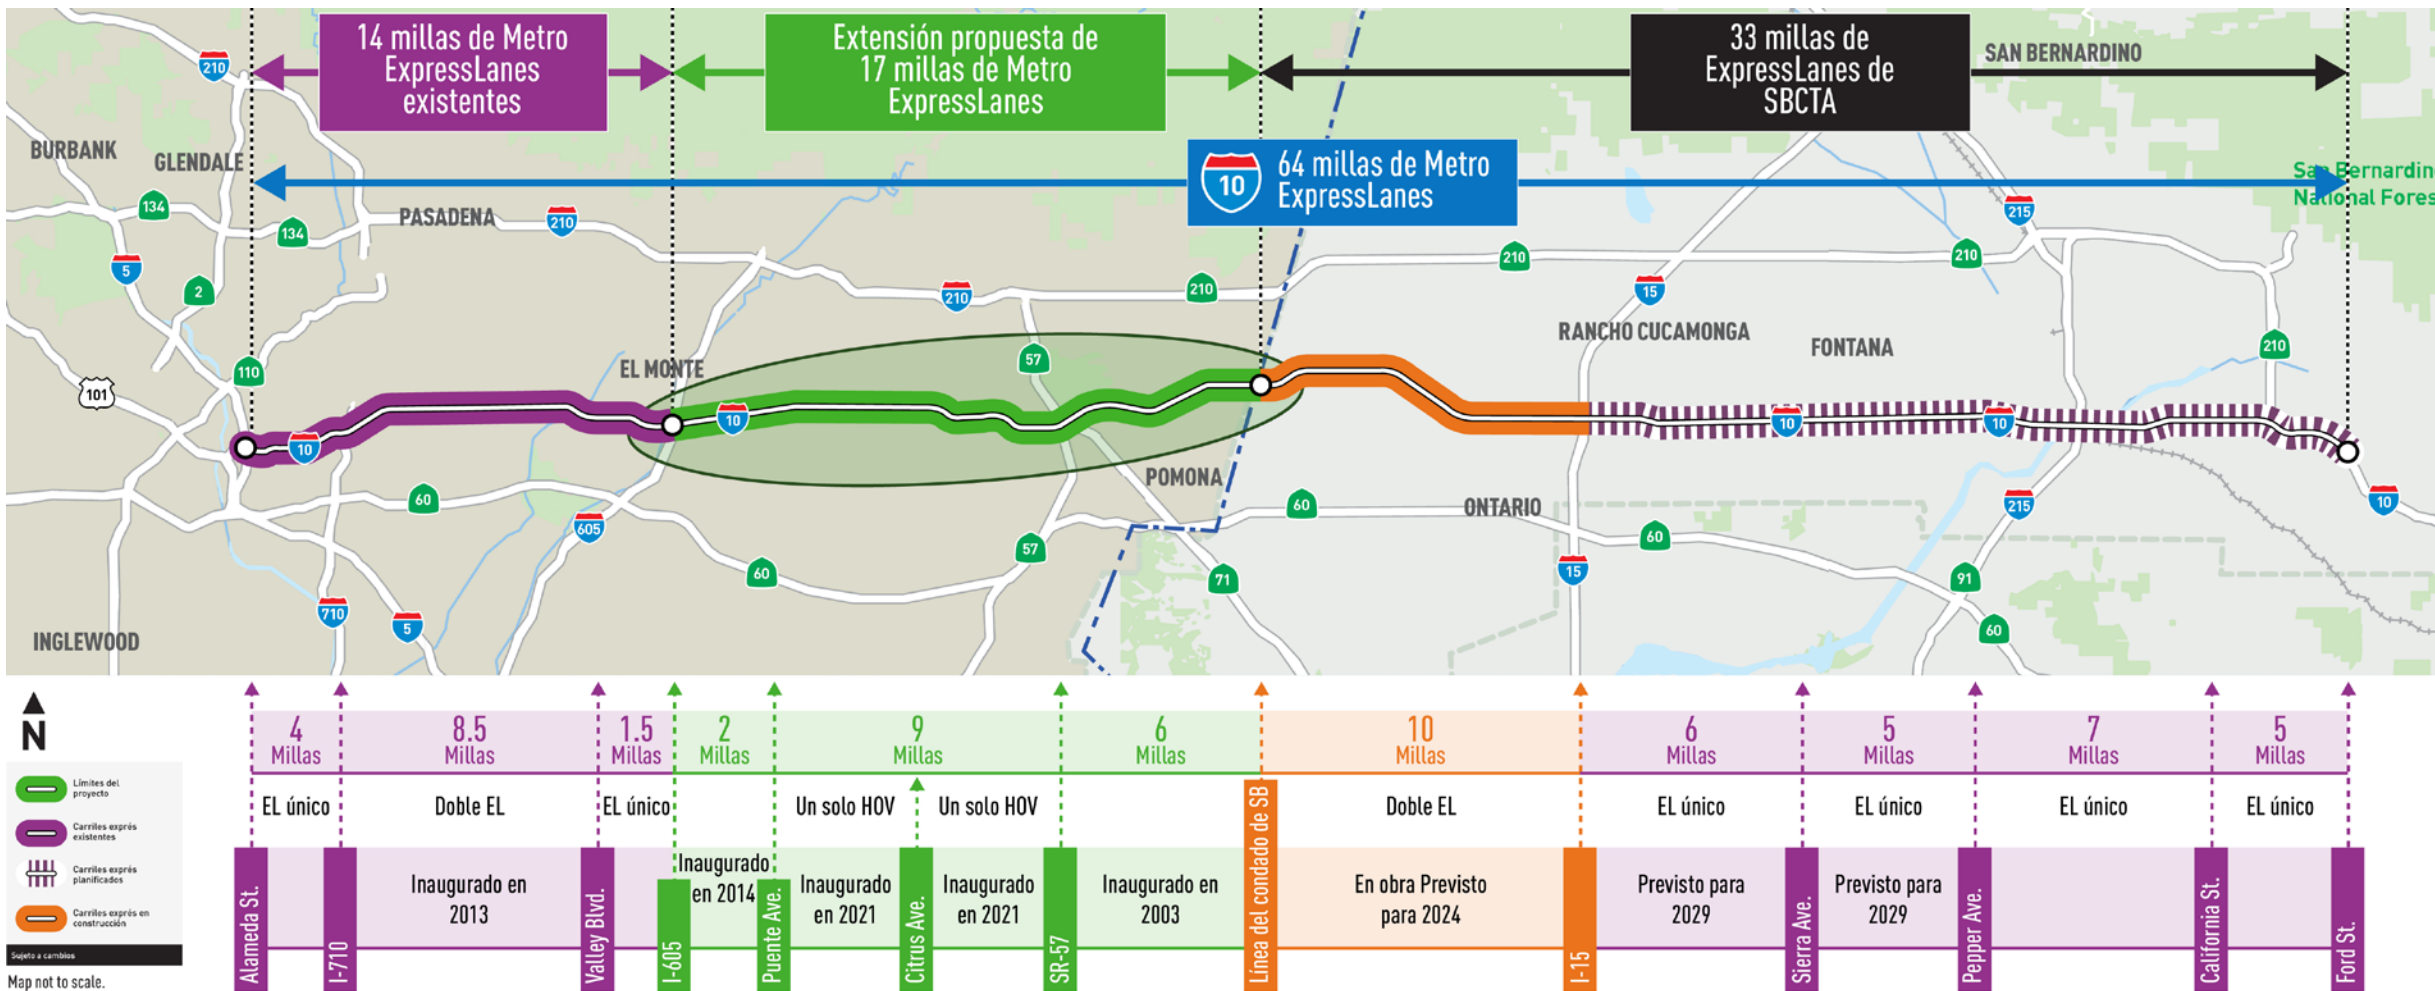 14 millas de Metro
ExpressLanes
existentes
Extensión propuesta de
17 millas de Metro
ExpressLanes
33 millas de
ExpressLanes de
SBCTA
SAN BERNARDINO
10
64 millas de Metro
ExpressLanes
210
BURBANK
GLENDALE
San Bernardin
National Fores
134
134
PASADENA
210
215
5
2
210
210
210
210
15
RANCHO CUCAMONGA
FONTANA
110
101
EL MONTE
57
210
10
10
10
10
POMONA
60
605
60
ONTARIO
215
10
57
60
60
71
15
91
710
5
60
INGLEWOOD
N
Límites del
proyecto
Carriles exprés
existentes
Carriles exprés
planificados
Carriles exprés en
construcción
Sujeto a cambios
Map not to scale.
4
Millas
8.5
Millas
1.5
Millas
2
Millas
9
Millas
6
Millas
10
Millas
6
Millas
5
Millas
7
Millas
5
Millas
EL único
Doble EL
EL único
Un solo HOV
Un solo HOV
Doble EL
EL único
EL único
EL único
EL único
Inaugurado en
2013
Inaugurado
en 2014
Inaugurado
en 2021
Inaugurado
en 2021
Inaugurado en
2003
En obra Previsto
para 2024
Previsto para
2029
Previsto para
2029
Alameda St.
I-710
Valley Blvd.
I-605
Puente Ave.
Citrus Ave.
SR-57
Línea del condado de SB
I-15
Sierra Ave.
Pepper Ave.
California St.
Ford St.